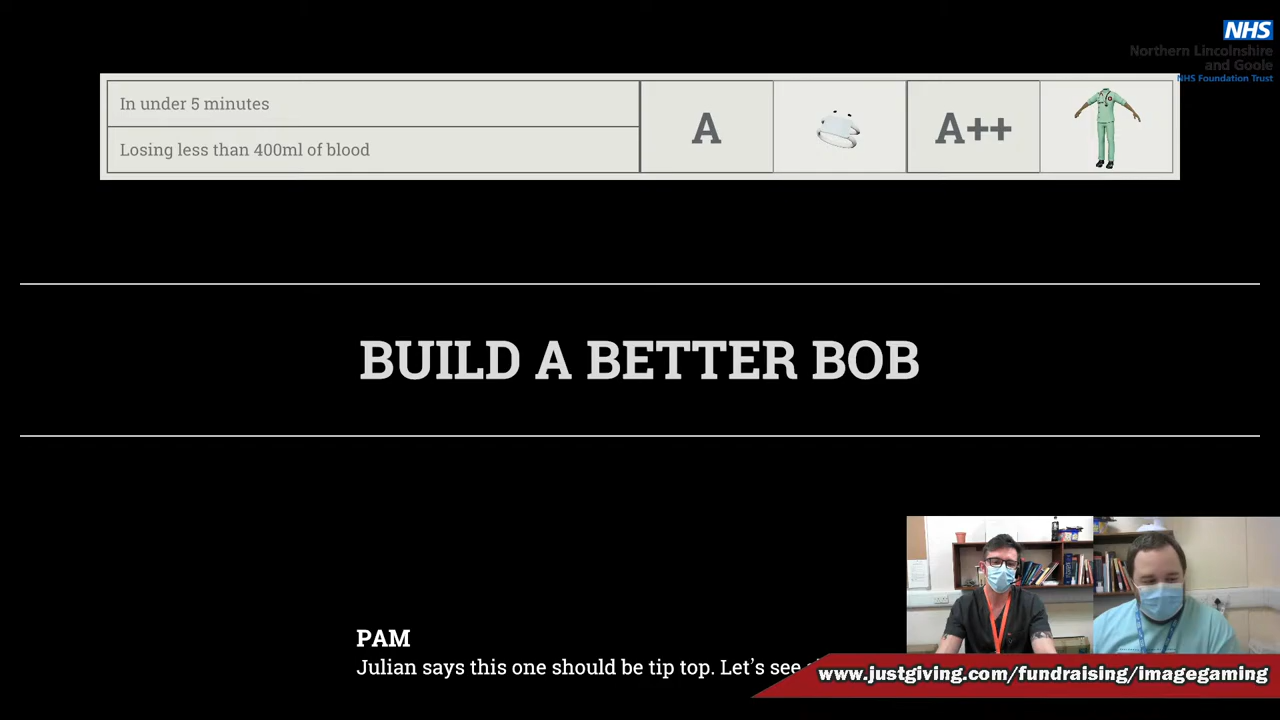 NHS
Northern Lincolnshire
and Goole
NHS Foundation Trust
In under 5 minutes
Losing less than 400ml of blood
A
A++
BUILD A BETTER BOB
PAM
Julian says this one should be tip top. Let's see
www.justgiving.com/fundraising/imagegaming